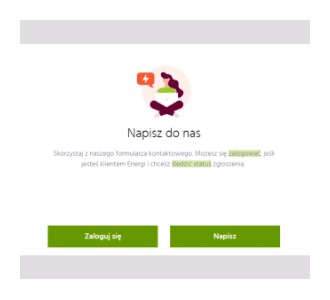 Napisz do nas
Skorzystaj z naszego formularza kontaktowego. Możesz się zalogować, jeśli
jesteś klientem Energi i chcesz śledzić status zgłoszenia.
Zaloguj się
Napisz